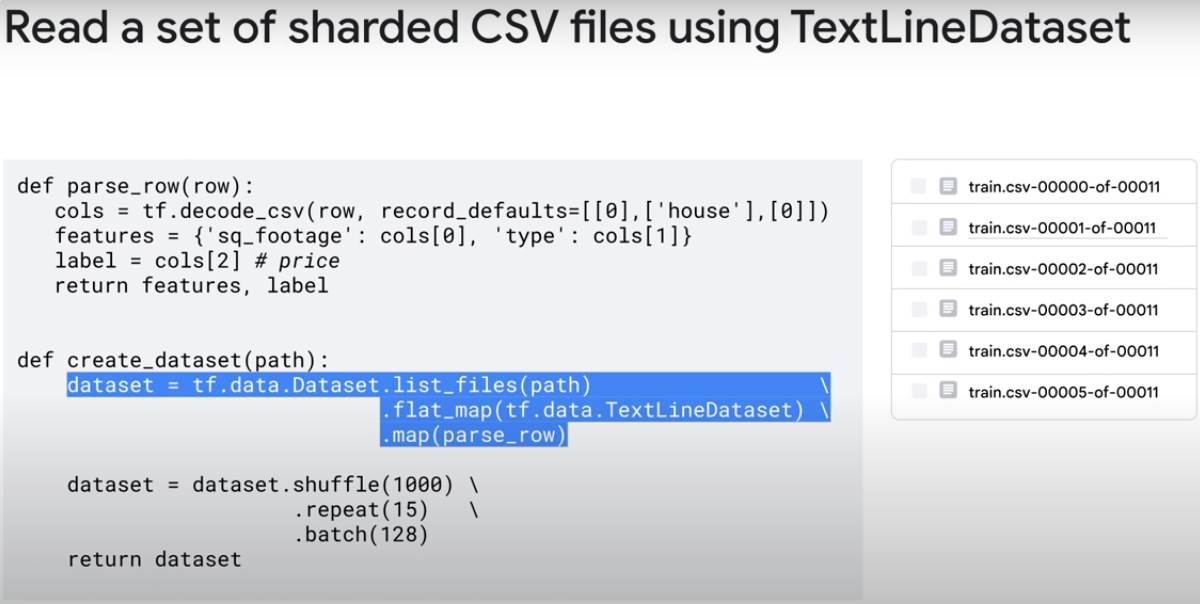 Read a set of sharded CSV files using TextLineDataset
def parse_row(row):
cols = tf.decode_csv(row, record_defaults=[[0],['house'],[0]])
features = {'sq_footage': cols[0], 'type': cols[1]}
label = cols[2] # price
return features, label
def create_dataset(path):
dataset = tf.data.Dataset.list_files(path) \
.flat_map(tf.data.TextLineDataset) \
.map(parse_row)
dataset = dataset.shuffle(1000) \
.repeat(15) \
.batch(128)
return dataset
train.csv-00000-of-00011
train.csv-00001-of-00011
train.csv-00002-of-00011
train.csv-00003-of-00011
train.csv-00004-of-00011
train.csv-00005-of-00011